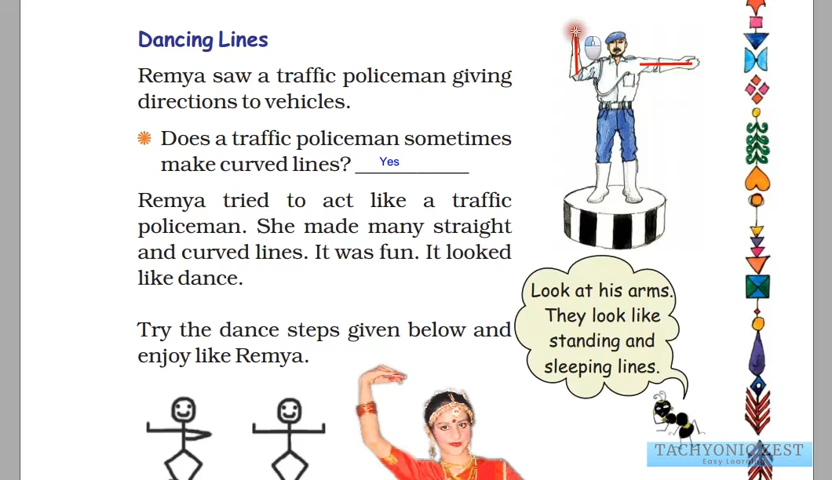 Dancing Lines
Remya saw a traffic policeman giving
directions to vehicles.
Does a traffic policeman sometimes
make curved lines? ____________
Yes
Remya tried to act like a traffic
policeman. She made many straight
and curved lines. It was fun. It looked
like dance.
Look at his arms.
They look like
standing and
sleeping lines.
Try the dance steps given below and
enjoy like Remya.
TACHYONIC ZEST
Easy Learning